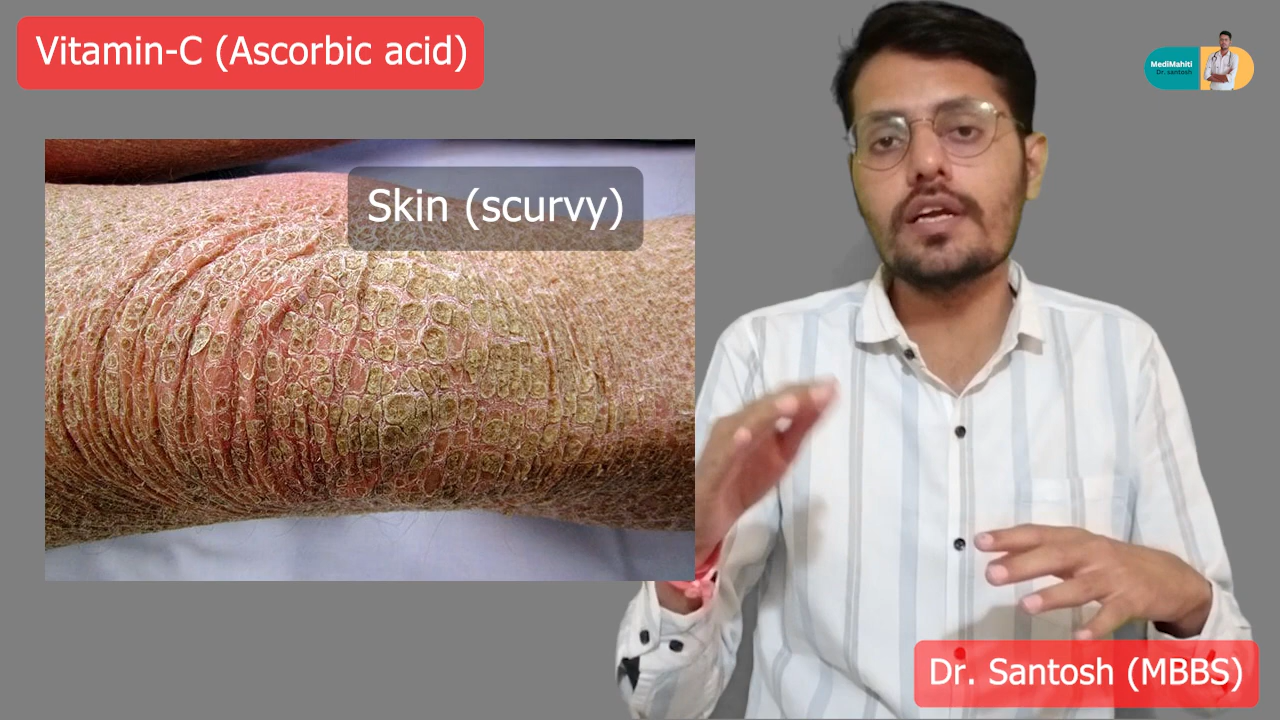 Vitamin-C (Ascorbic acid)
MediMahiti
Dr. santosh
Skin (scurvy)
Dr. Santosh (MBBS)